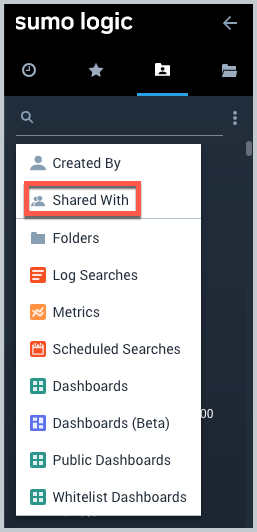 sumo logic
Created By
Shared With
Folders
Log Searches
Metrics
Scheduled Searches
Dashboards
Dashboards (Beta)
Public Dashboards
Whitelist Dashboards